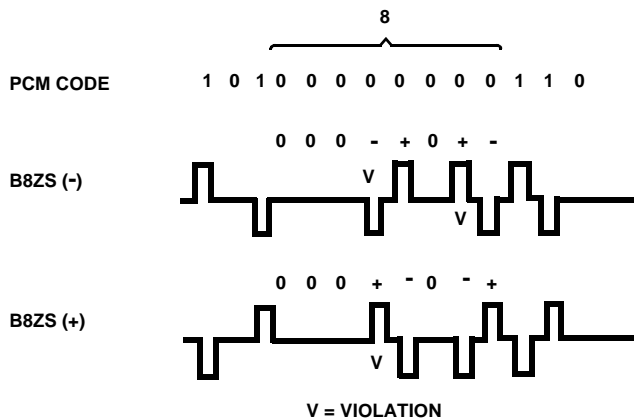 8
PCM CODE 1 0 1 0 0 0 0 0 0 0 0 1 1 0
0 0 0 - + 0 + -
B8ZS (-) V
V
0 0 0 + - 0 - +
B8ZS (+)
V
V = VIOLATION